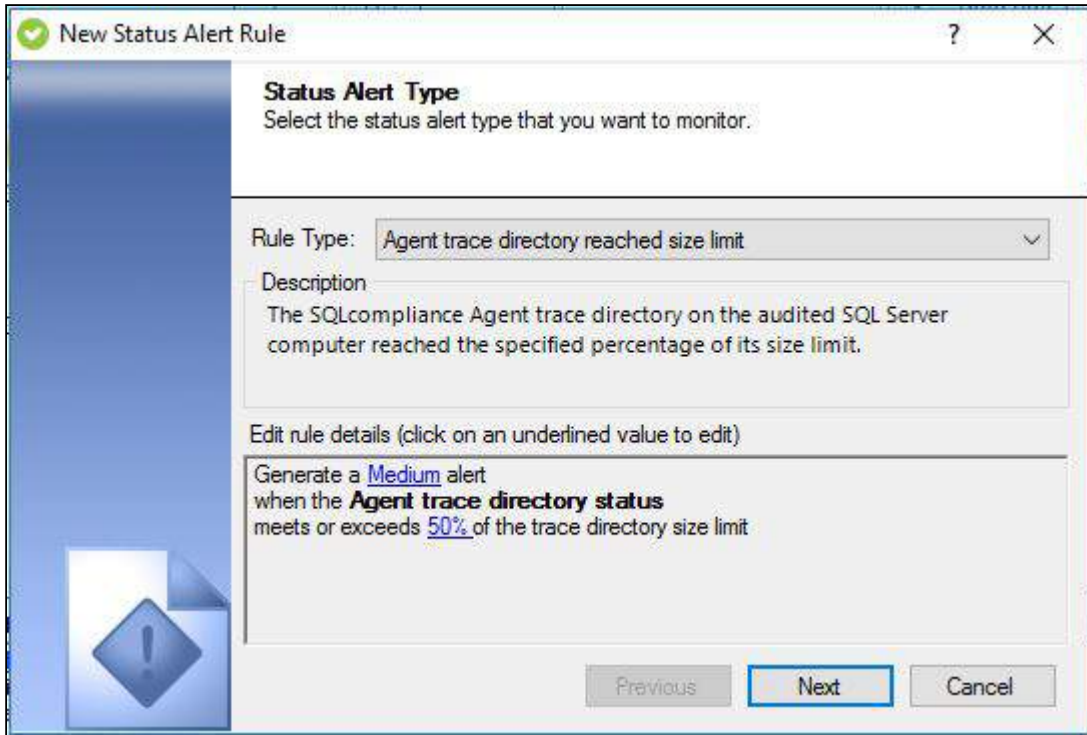 New Status Alert Rule
?
Status Alert Type
Select the status alert type that you want to monitor.
Rule Type:
Agent trace directory reached size limit
Description
The SQLcompliance Agent trace directory on the audited SQL Server
computer reached the specified percentage of its size limit.
Edit rule details (click on an underlined value to edit)
Generate a Medium alert
when the Agent trace directory status
meets or exceeds 50% of the trace directory size limit
Previous
Next
Cancel